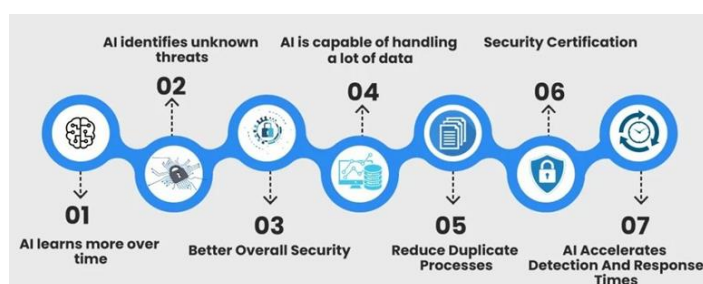 AI identifies unknown
threats
02
AI is capable of handling
a lot of data
04
Security Certification
06
01
AI learns more over
time
03
Better Overall Security
05
Reduce Duplicate
Processes
07
AI Accelerates
Detection And Response
Times